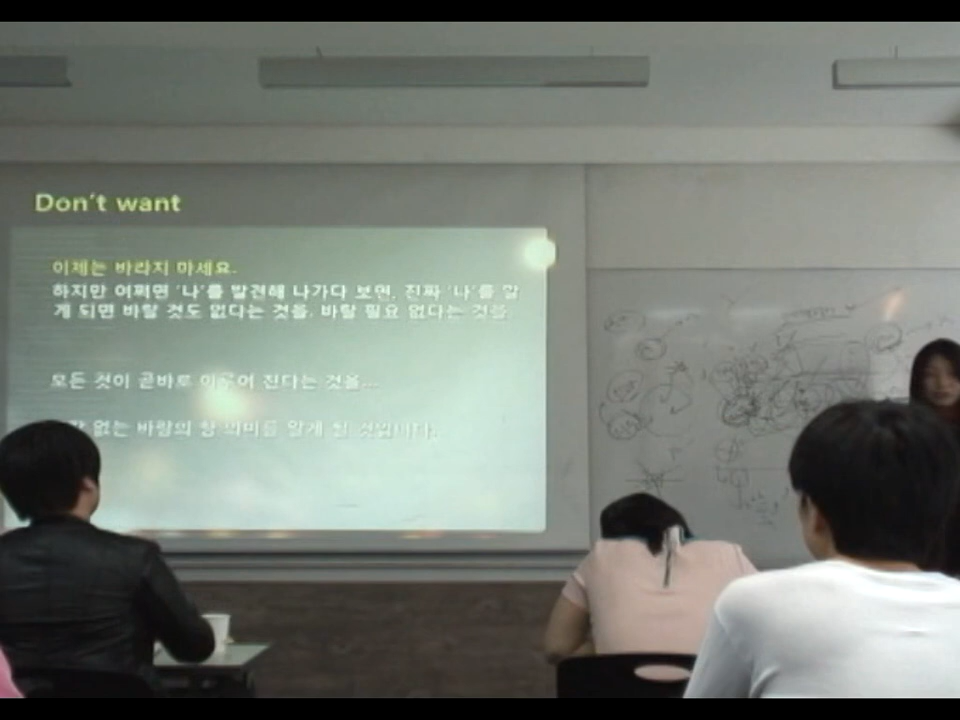 Don't want
이제는 바라지 마세요.
하지만 어쩌면 '나'를 발견해 나가다 보면, 진짜 '나'를 알
게 되면 바랄 것도 없다는 것을. 바랄 필요 없다는 것을
모든 것이 곧바로 이루어 진다는 것을...
없는 바램의 참 의미를 알게 될 것입니다.